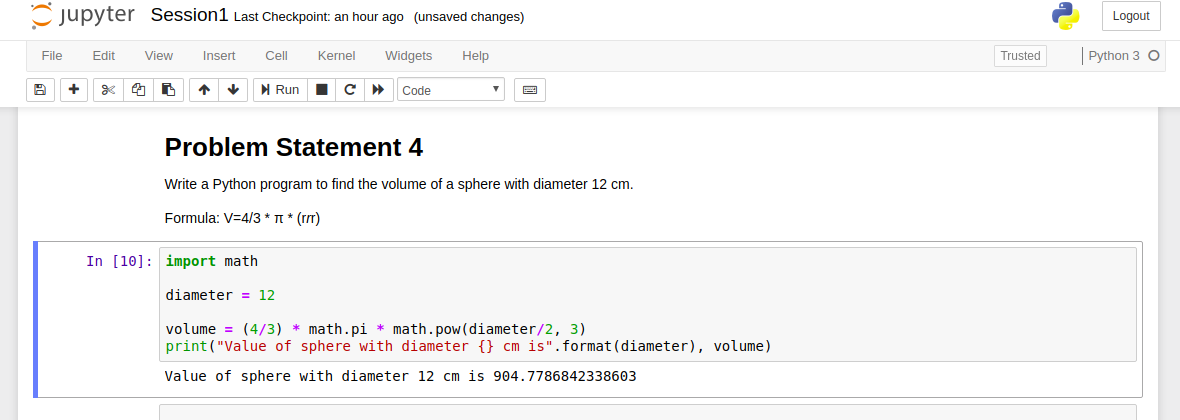 jupyter Session1 Last Checkpoint: an hour ago (unsaved changes) Logout
File Edit View Insert Cell Kernel Widgets Help Trusted Python 3
Run Code
Problem Statement 4
Write a Python program to find the volume of a sphere with diameter 12 cm.
Formula: V=4/3 * π * (rrr)
In [10]: import math
diameter = 12
volume = (4/3) * math.pi * math.pow(diameter/2, 3)
print("Value of sphere with diameter {} cm is".format(diameter), volume)
Value of sphere with diameter 12 cm is 904.7786842338603